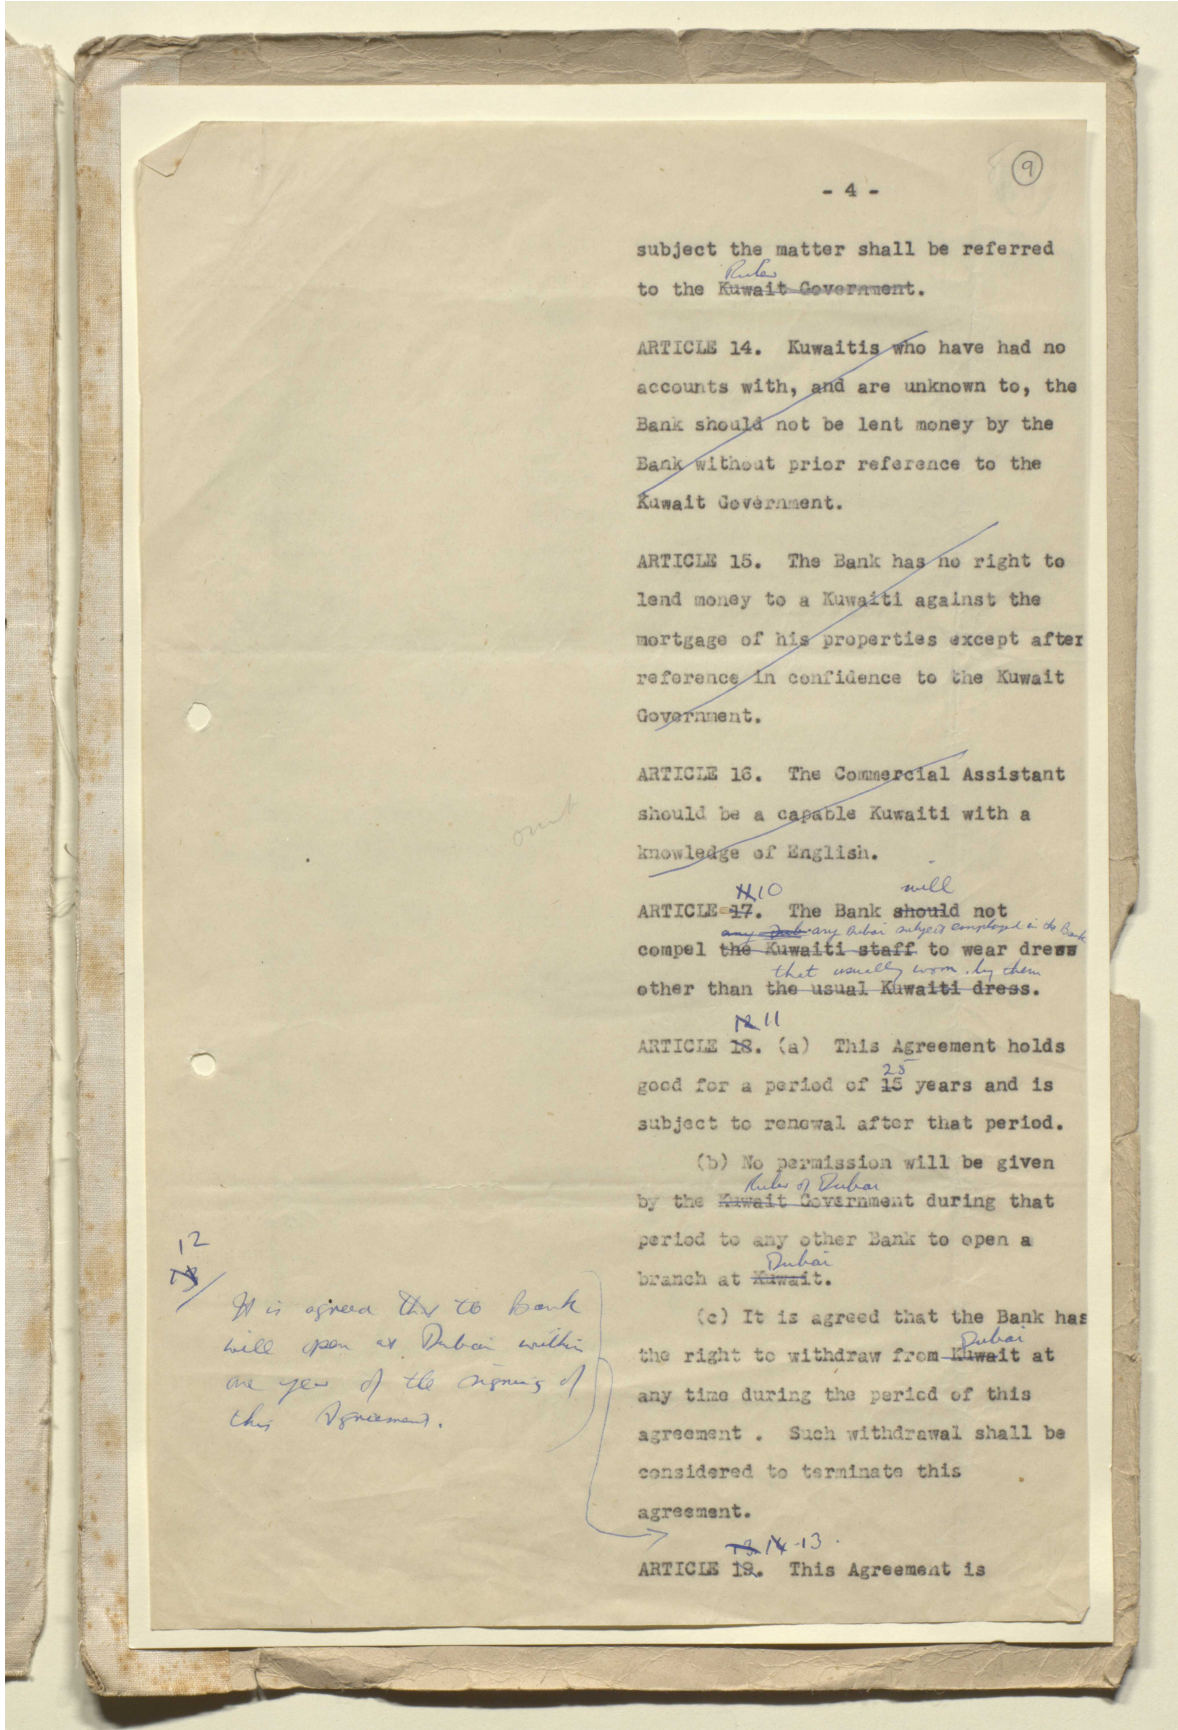 9
- 4 -
subject the matter shall be referred
Ruler
to the Kuwait Government.
ARTICLE 14. Kuwaitis who have had no
accounts with, and are unknown to, the
Bank should not be lent money by the
Bank without prior reference to the
Kuwait Government.
ARTICLE 15. The Bank has no right to
lend money to a Kuwaiti against the
mortgage of his properties except after
reference in confidence to the Kuwait
Government.
ARTICLE 16. The Commercial Assistant
should be a capable Kuwaiti with a
omit
knowledge of English.
11 10 will
ARTICLE 17. The Bank should not
any Dub any Dubai subject employed in the Bank
compel the Kuwaiti staff to wear dress
that usually worn by them
other than the usual Kuwaiti dress.
12 11
ARTICLE 18. (a) This Agreement holds
25
good for a period of 15 years and is
subject to renewal after that period.
(b) No permission will be given
Ruler of Dubai
by the Kuwait Government during that
period to any other Bank to open a
Dubai
branch at Kuwait.
(c) It is agreed that the Bank has
Dubai
the right to withdraw from Kuwait at
any time during the period of this
agreement . Such withdrawal shall be
considered to terminate this
agreement.
12
13/
It is agreed that the Bank
will open at Dubai within
one year of the signing of
this Agreement.
13 14 -13
ARTICLE 19. This Agreement is